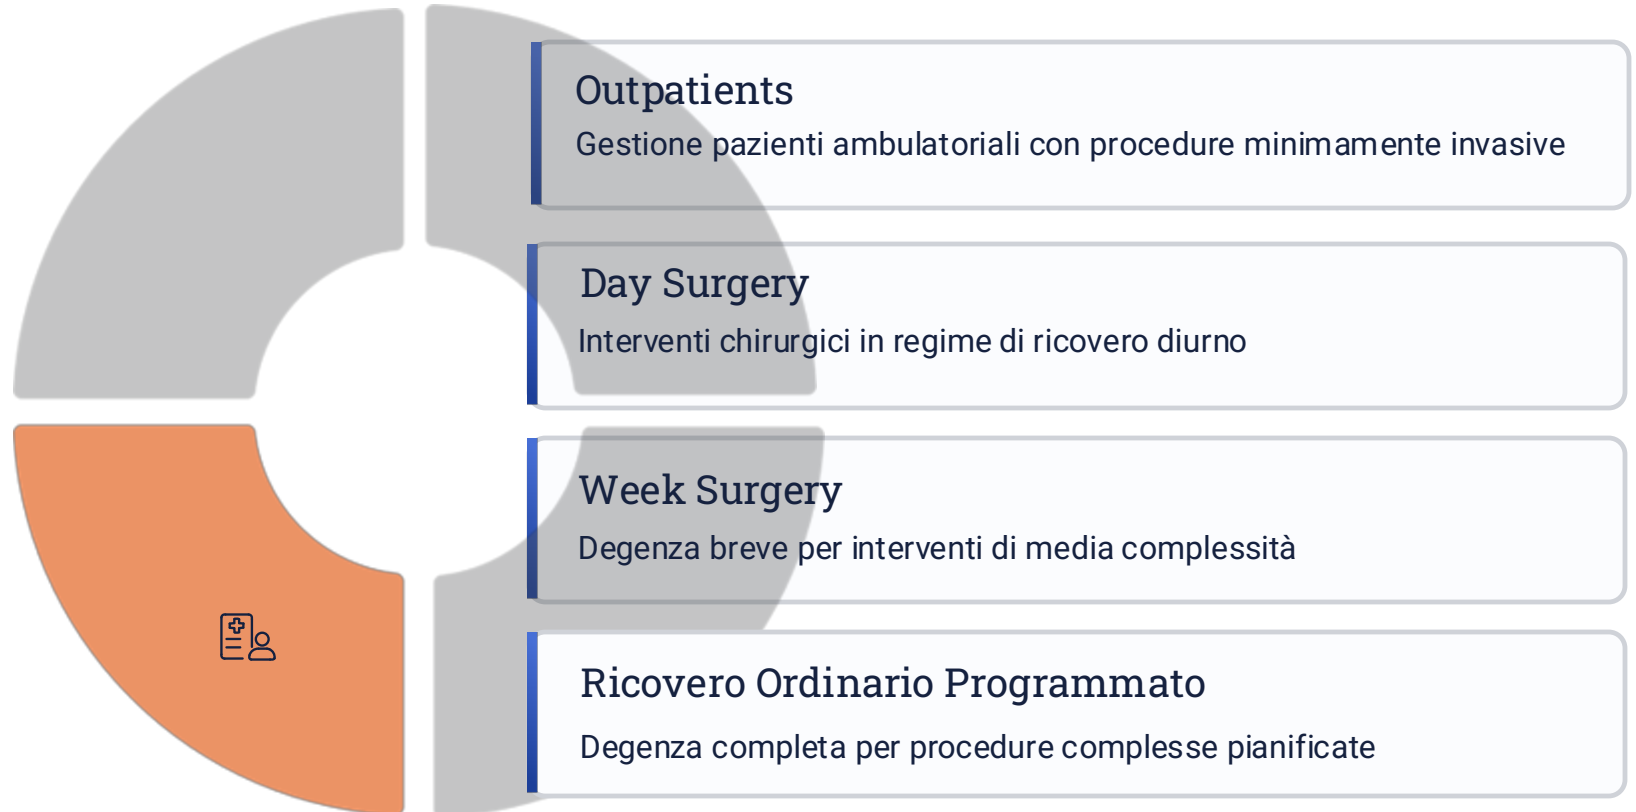 Outpatients
Gestione pazienti ambulatoriali con procedure minimamente invasive
Day Surgery
Interventi chirurgici in regime di ricovero diurno
Week Surgery
Degenza breve per interventi di media complessità
Ricovero Ordinario Programmato
Degenza completa per procedure complesse pianificate